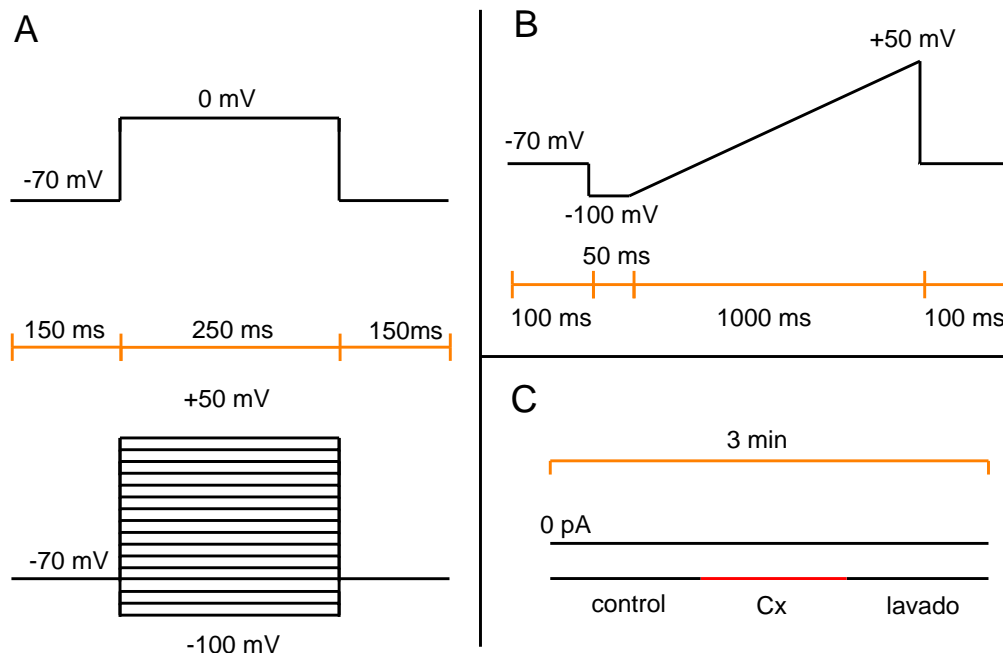 A
0 mV
-70 mV
150 ms
250 ms
150ms
+50 mV
-70 mV
-100 mV
B
+50 mV
-70 mV
-100 mV
50 ms
100 ms
1000 ms
100 ms
C
3 min
0 pA
control
Cx
lavado